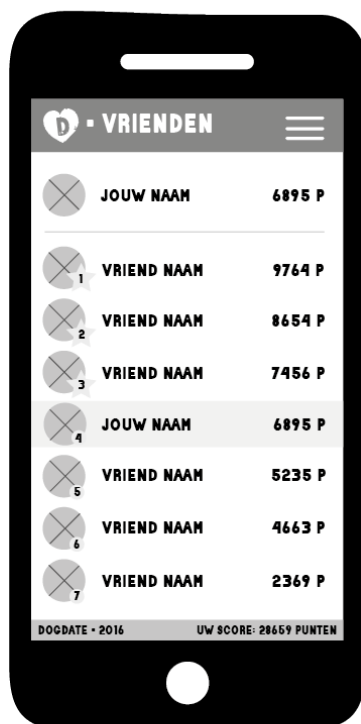 D - VRIENDEN
JOUW NAAM 6895 P
1 VRIEND NAAM 9764 P
2 VRIEND NAAM 8654 P
3 VRIEND NAAM 7456 P
4 JOUW NAAM 6895 P
5 VRIEND NAAM 5235 P
6 VRIEND NAAM 4663 P
7 VRIEND NAAM 2369 P
DOGDATE • 2016 UW SCORE: 28659 PUNTEN